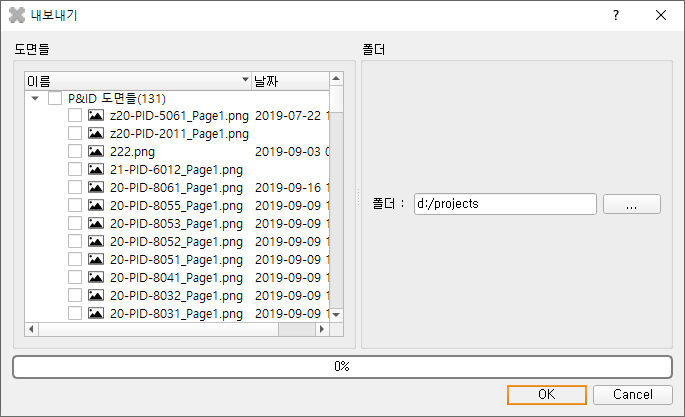 내보내기
?
도면들
폴더
이름 날짜
P&ID 도면들(131)
z20-PID-5061_Page1.png 2019-07-22 1
z20-PID-2011_Page1.png
222.png 2019-09-03 0
21-PID-6012_Page1.png
20-PID-8061_Page1.png 2019-09-16 1
20-PID-8055_Page1.png 2019-09-09 1
20-PID-8053_Page1.png 2019-09-09 1
20-PID-8052_Page1.png 2019-09-09 1
20-PID-8051_Page1.png 2019-09-09 1
20-PID-8041_Page1.png 2019-09-09 1
20-PID-8032_Page1.png 2019-09-09 1
20-PID-8031_Page1.png 2019-09-09 1
폴더 : d:/projects ...
0%
OK Cancel